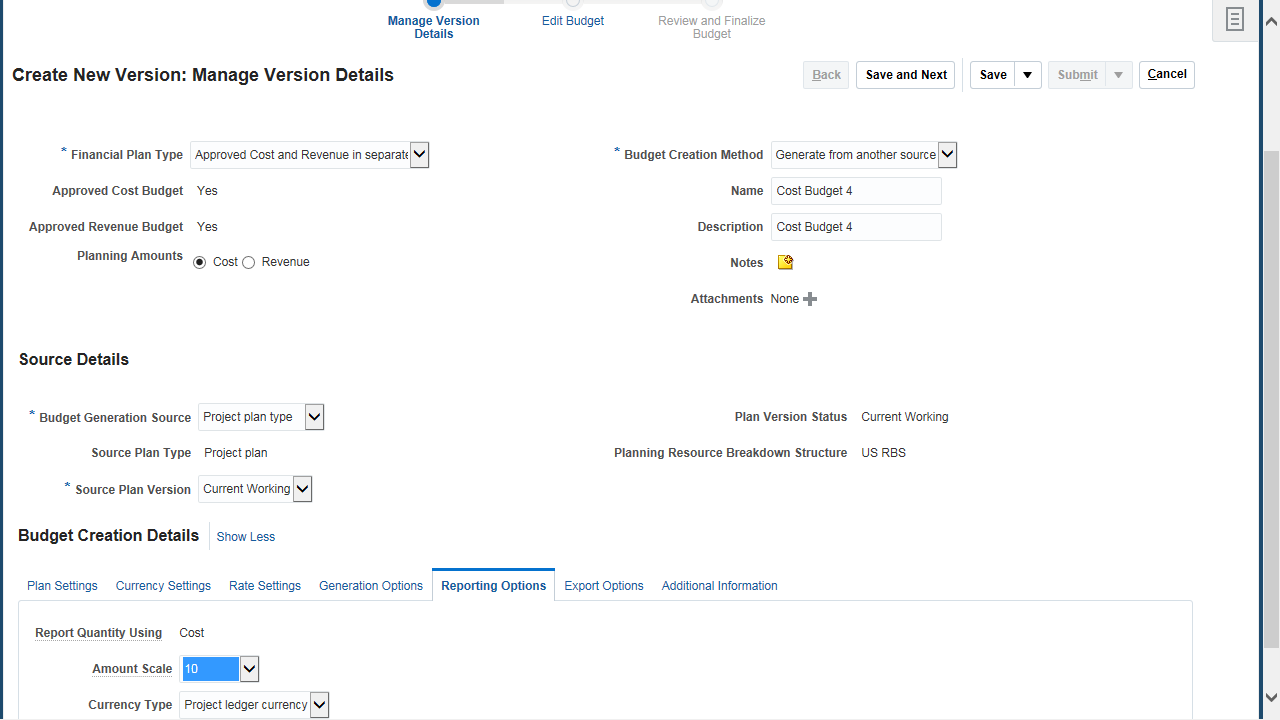 Manage Version
Details
Edit Budget
Review and Finalize
Budget
Create New Version: Manage Version Details
Back
Save and Next
Save
Submit
Cancel
* Financial Plan Type Approved Cost and Revenue in separate
* Budget Creation Method Generate from another source
Approved Cost Budget Yes
Name Cost Budget 4
Approved Revenue Budget Yes
Description Cost Budget 4
Planning Amounts Cost Revenue
Notes
Attachments None
Source Details
* Budget Generation Source Project plan type
Plan Version Status Current Working
Source Plan Type Project plan
Planning Resource Breakdown Structure US RBS
* Source Plan Version Current Working
Budget Creation Details Show Less
Plan Settings Currency Settings Rate Settings Generation Options Reporting Options Export Options Additional Information
Report Quantity Using Cost
Amount Scale 10
Currency Type Project ledger currency